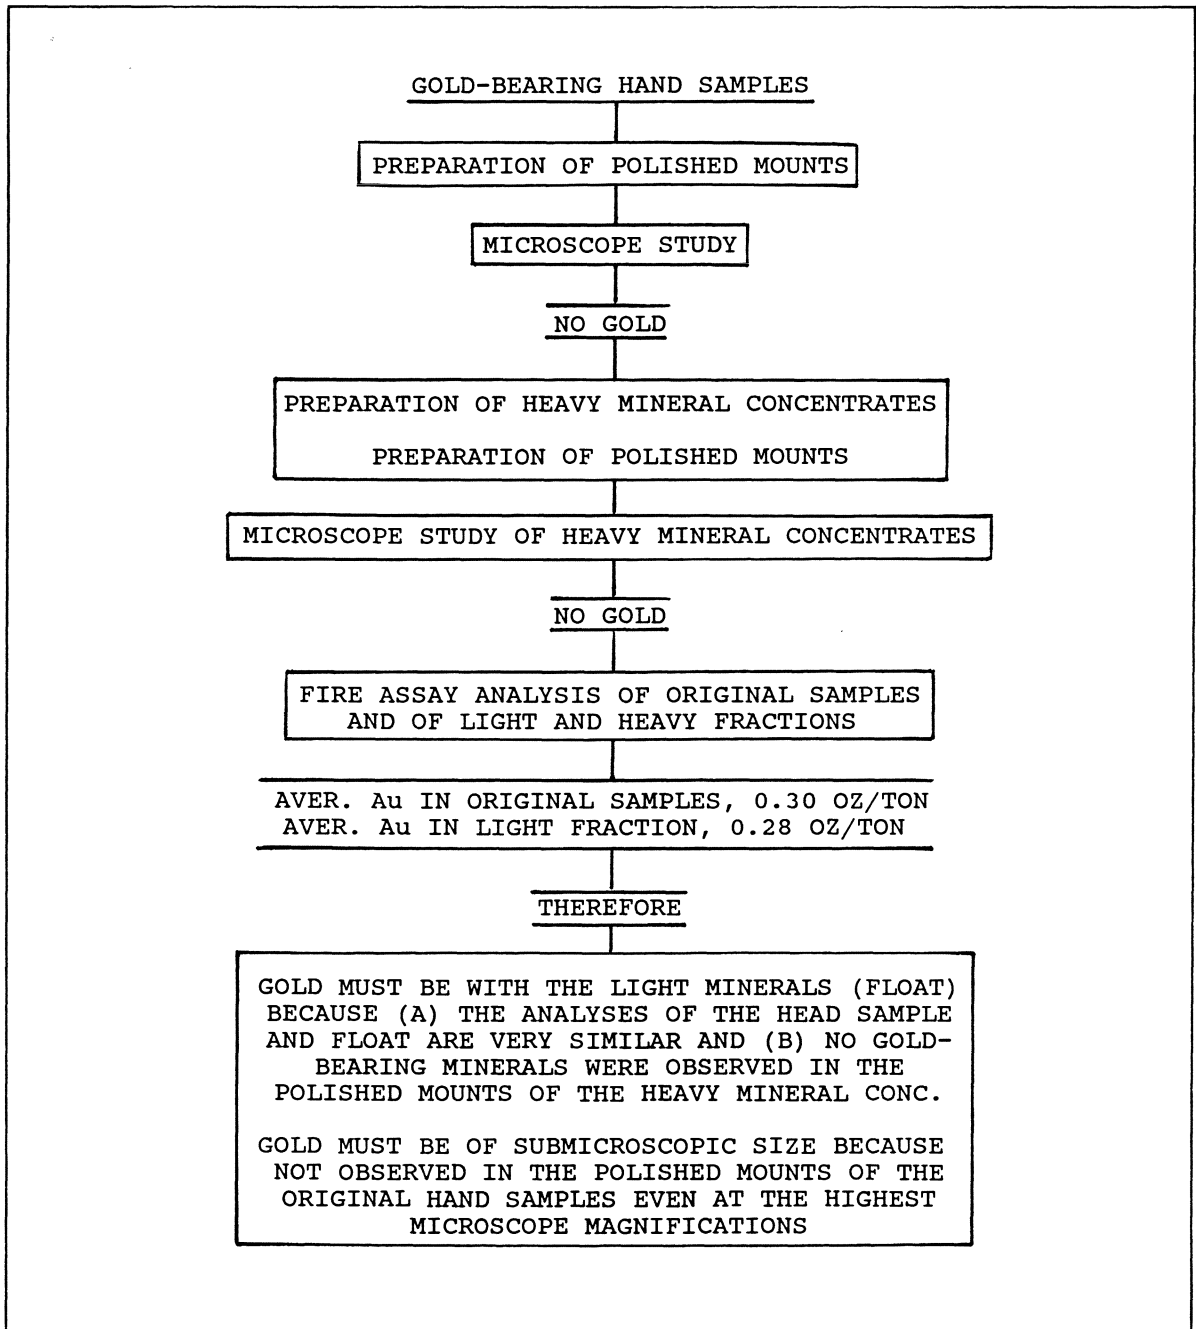 GOLD-BEARING HAND SAMPLES
PREPARATION OF POLISHED MOUNTS
MICROSCOPE STUDY
NO GOLD
PREPARATION OF HEAVY MINERAL CONCENTRATES
PREPARATION OF POLISHED MOUNTS
MICROSCOPE STUDY OF HEAVY MINERAL CONCENTRATES
NO GOLD
FIRE ASSAY ANALYSIS OF ORIGINAL SAMPLES
AND OF LIGHT AND HEAVY FRACTIONS
AVER. Au IN ORIGINAL SAMPLES, 0.30 OZ/TON
AVER. Au IN LIGHT FRACTION, 0.28 OZ/TON
THEREFORE
GOLD MUST BE WITH THE LIGHT MINERALS (FLOAT)
BECAUSE (A) THE ANALYSES OF THE HEAD SAMPLE
AND FLOAT ARE VERY SIMILAR AND (B) NO GOLD-
BEARING MINERALS WERE OBSERVED IN THE
POLISHED MOUNTS OF THE HEAVY MINERAL CONC.
GOLD MUST BE OF SUBMICROSCOPIC SIZE BECAUSE
NOT OBSERVED IN THE POLISHED MOUNTS OF THE
ORIGINAL HAND SAMPLES EVEN AT THE HIGHEST
MICROSCOPE MAGNIFICATIONS